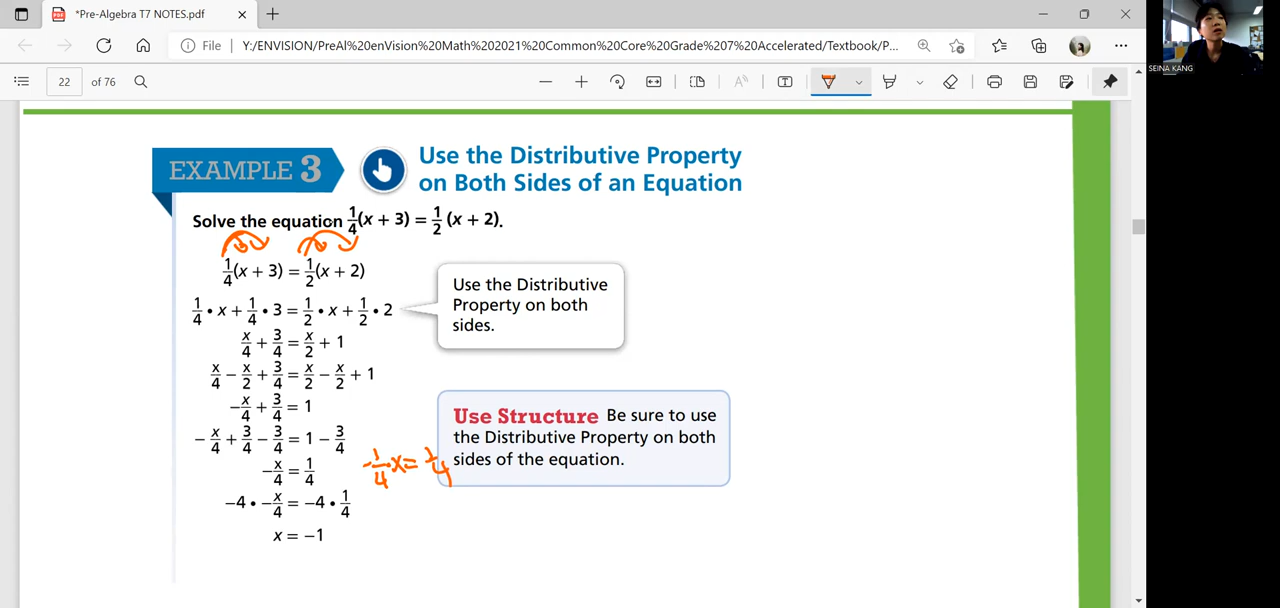 *Pre-Algebra T7 NOTES.pdf
File Y:/ENVISION/PreAl%20enVision%20Math%202021%20Common%20Core%20Grade%207%20Accelerated/Textbook/P...
22 of 76
SEINA KANG
EXAMPLE 3
Use the Distributive Property
on Both Sides of an Equation
Solve the equation 1/4(x + 3) = 1/2 (x + 2).
1/4(x + 3) = 1/2(x + 2)
1/4 • x + 1/4 • 3 = 1/2 • x + 1/2 • 2
x/4 + 3/4 = x/2 + 1
x/4 − x/2 + 3/4 = x/2 − x/2 + 1
−x/4 + 3/4 = 1
−x/4 + 3/4 − 3/4 = 1 − 3/4
−x/4 = 1/4
-1/4 x = 1/4
−4 • −x/4 = −4 • 1/4
x = −1
Use the Distributive
Property on both
sides.
Use Structure Be sure to use
the Distributive Property on both
sides of the equation.